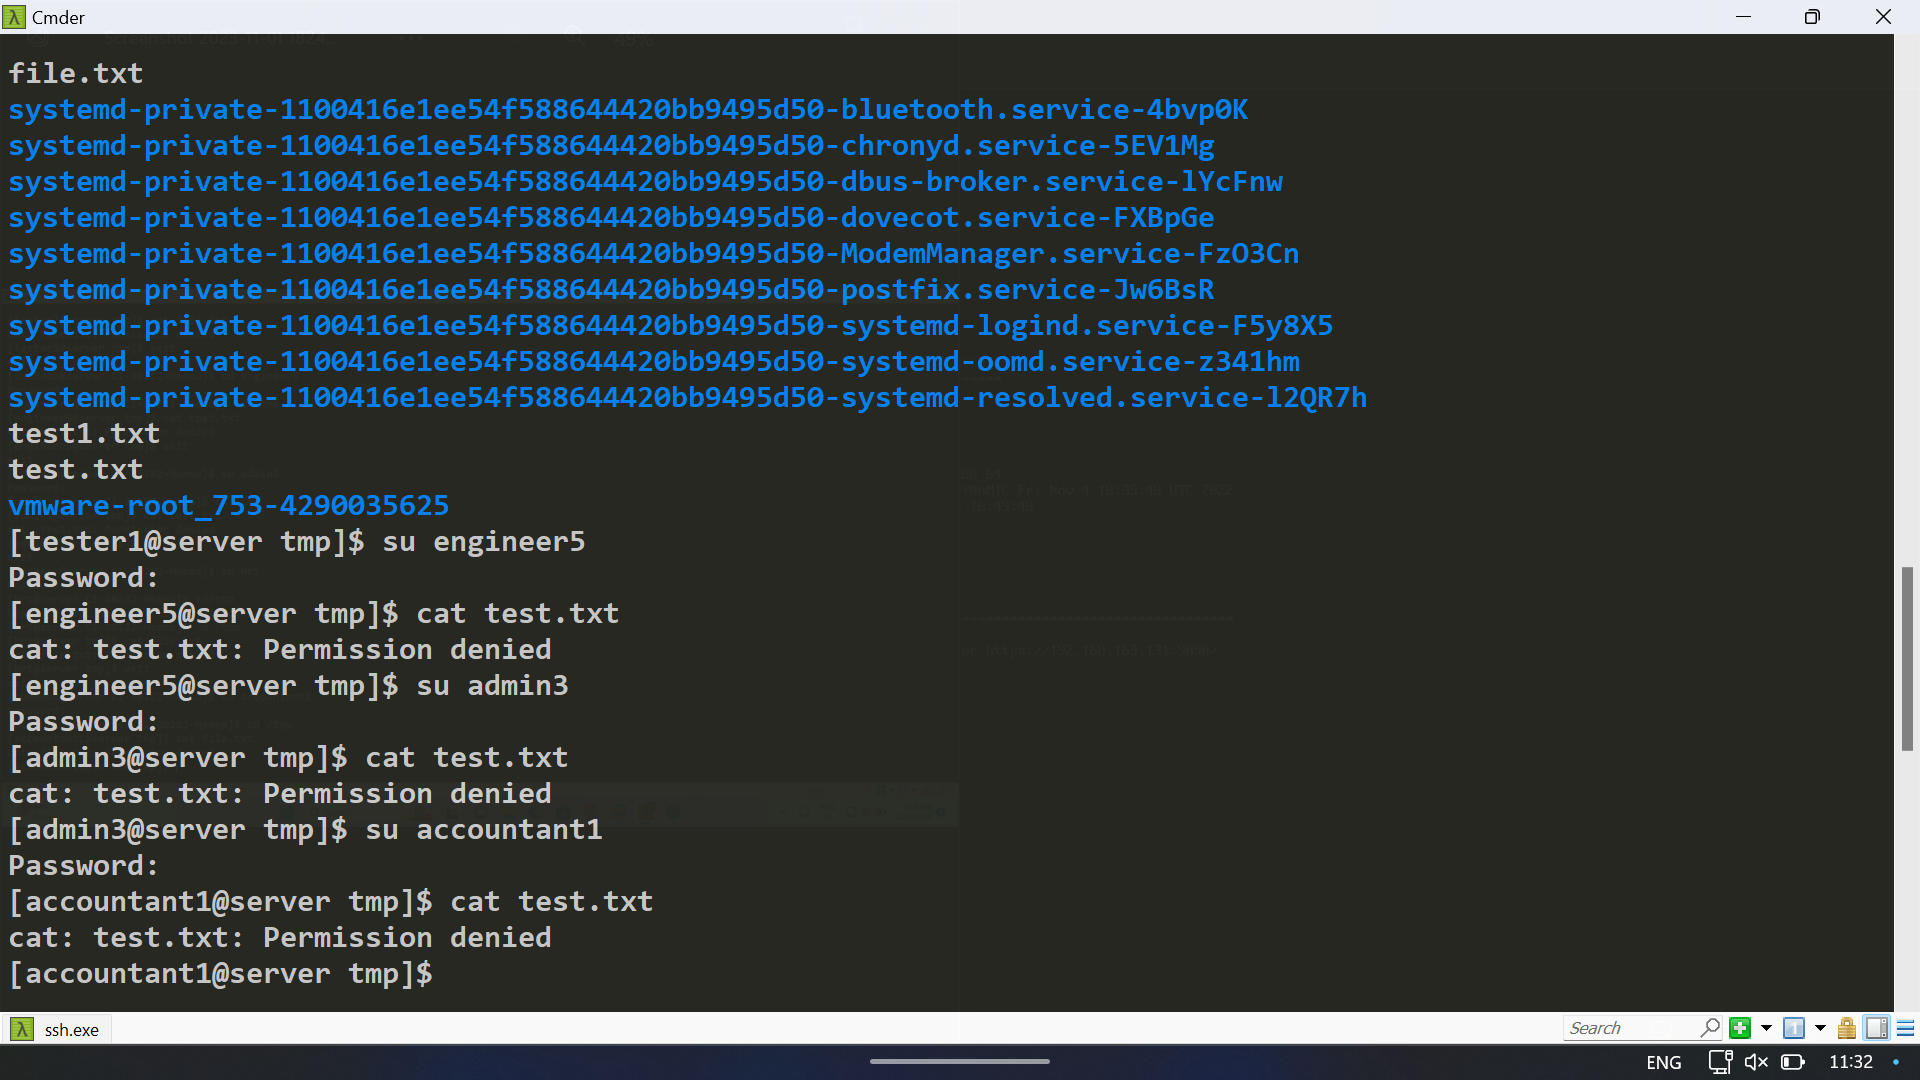 Cmder
file.txt
systemd-private-1100416e1ee54f588644420bb9495d50-bluetooth.service-4bvp0K
systemd-private-1100416e1ee54f588644420bb9495d50-chronyd.service-5EV1Mg
systemd-private-1100416e1ee54f588644420bb9495d50-dbus-broker.service-lYcFnw
systemd-private-1100416e1ee54f588644420bb9495d50-dovecot.service-FXBpGe
systemd-private-1100416e1ee54f588644420bb9495d50-ModemManager.service-FzO3Cn
systemd-private-1100416e1ee54f588644420bb9495d50-postfix.service-Jw6BsR
systemd-private-1100416e1ee54f588644420bb9495d50-systemd-logind.service-F5y8X5
systemd-private-1100416e1ee54f588644420bb9495d50-systemd-oomd.service-z341hm
systemd-private-1100416e1ee54f588644420bb9495d50-systemd-resolved.service-l2QR7h
test1.txt
test.txt
vmware-root_753-4290035625
[tester1@server tmp]$ su engineer5
Password:
[engineer5@server tmp]$ cat test.txt
cat: test.txt: Permission denied
[engineer5@server tmp]$ su admin3
Password:
[admin3@server tmp]$ cat test.txt
cat: test.txt: Permission denied
[admin3@server tmp]$ su accountant1
Password:
[accountant1@server tmp]$ cat test.txt
cat: test.txt: Permission denied
[accountant1@server tmp]$
ssh.exe
Search
ENG
11:32